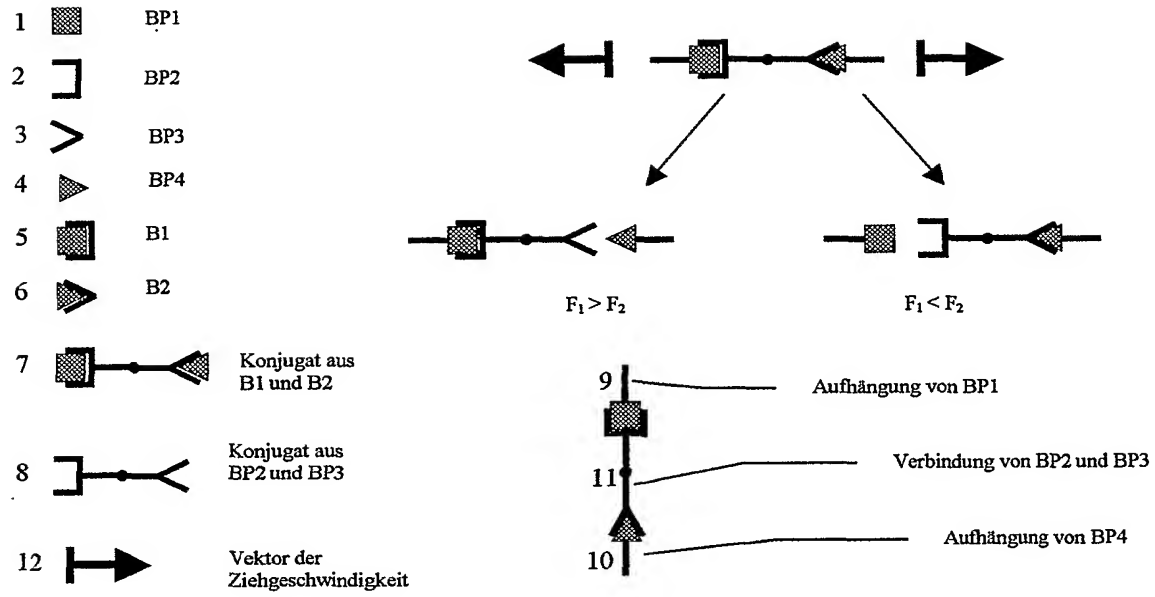 1 BP1
2 BP2
3 BP3
4 BP4
5 B1
6 B2
7 Konjugat aus
B1 und B2
8 Konjugat aus
BP2 und BP3
12 Vektor der
Ziehgeschwindigkeit
F₁ > F₂
F₁ < F₂
9 Aufhängung von BP1
11 Verbindung von BP2 und BP3
10 Aufhängung von BP4